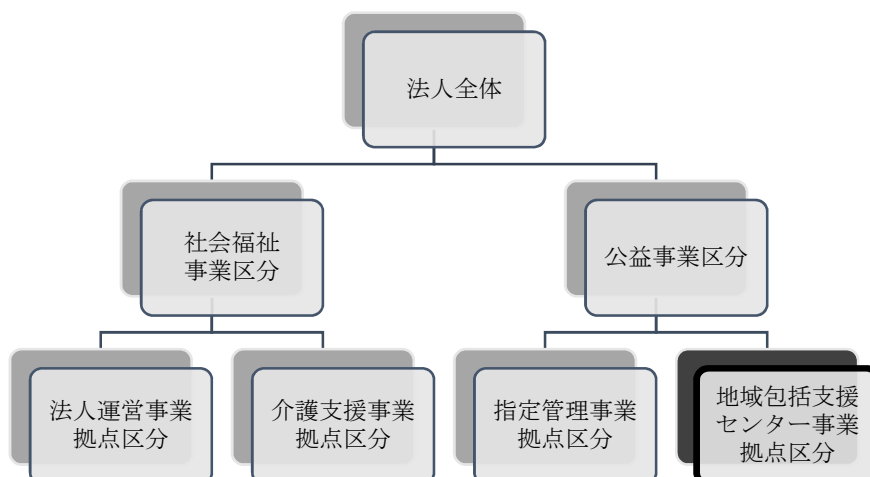 法人全体
社会福祉
事業区分
公益事業区分
法人運営事業
拠点区分
介護支援事業
拠点区分
指定管理事業
拠点区分
地域包括支援
センター事業
拠点区分